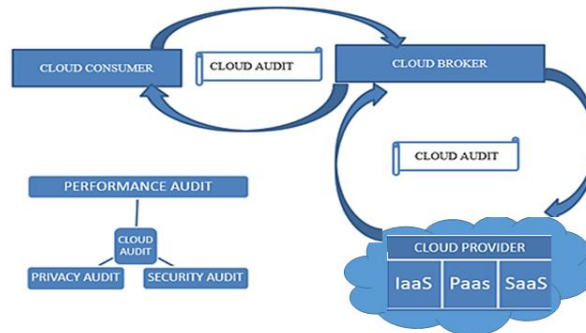 CLOUD CONSUMER
CLOUD AUDIT
CLOUD BROKER
CLOUD AUDIT
PERFORMANCE AUDIT
CLOUD
AUDIT
PRIVACY AUDIT
SECURITY AUDIT
CLOUD PROVIDER
IaaS
Paas
SaaS